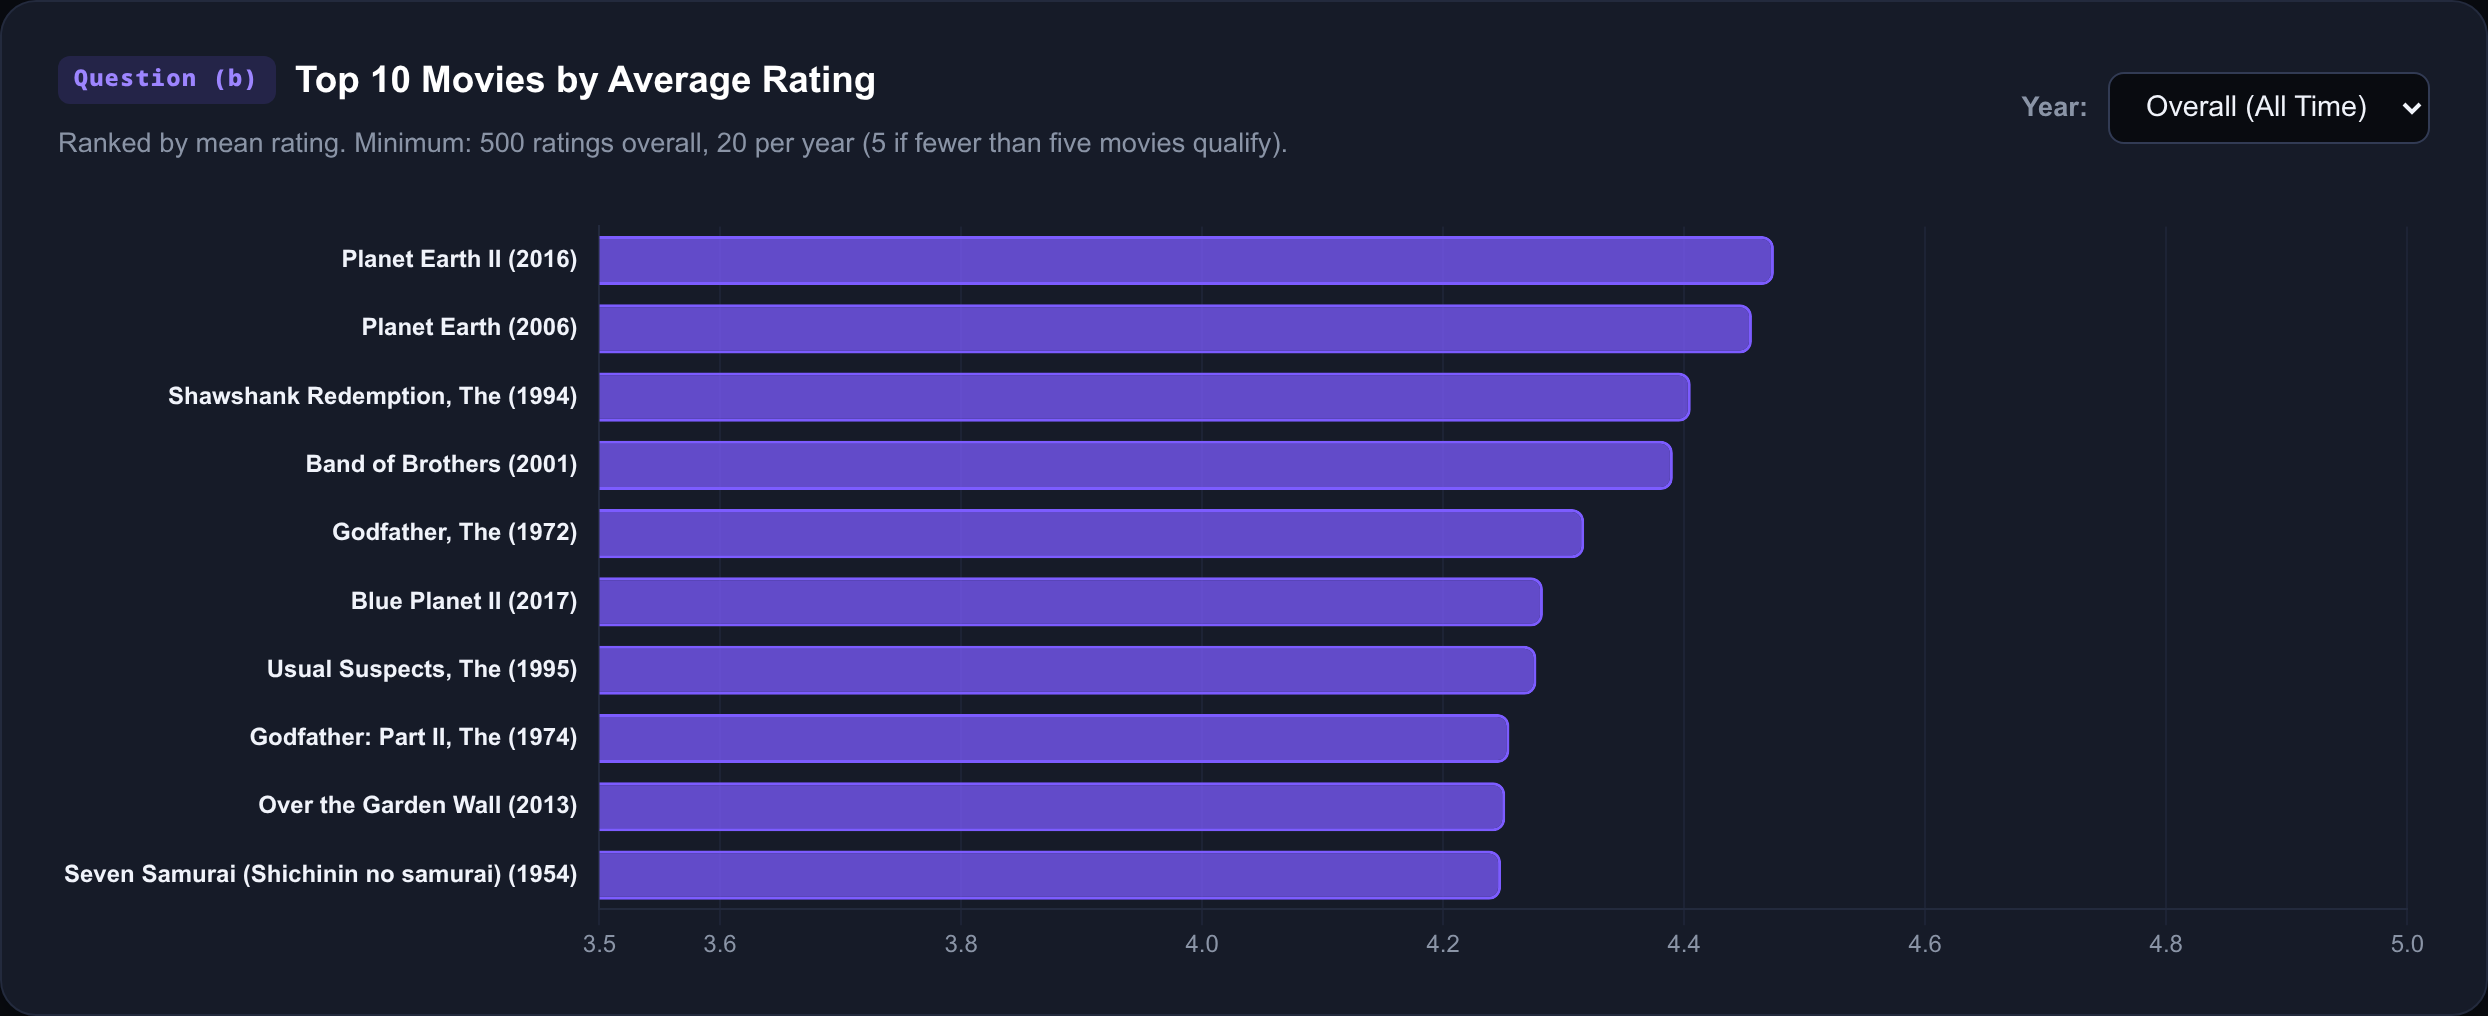 Question (b) Top 10 Movies by Average Rating
Ranked by mean rating. Minimum: 500 ratings overall, 20 per year (5 if fewer than five movies qualify).
Year: Overall (All Time)
Planet Earth II (2016)
Planet Earth (2006)
Shawshank Redemption, The (1994)
Band of Brothers (2001)
Godfather, The (1972)
Blue Planet II (2017)
Usual Suspects, The (1995)
Godfather: Part II, The (1974)
Over the Garden Wall (2013)
Seven Samurai (Shichinin no samurai) (1954)
3.5 3.6 3.8 4.0 4.2 4.4 4.6 4.8 5.0